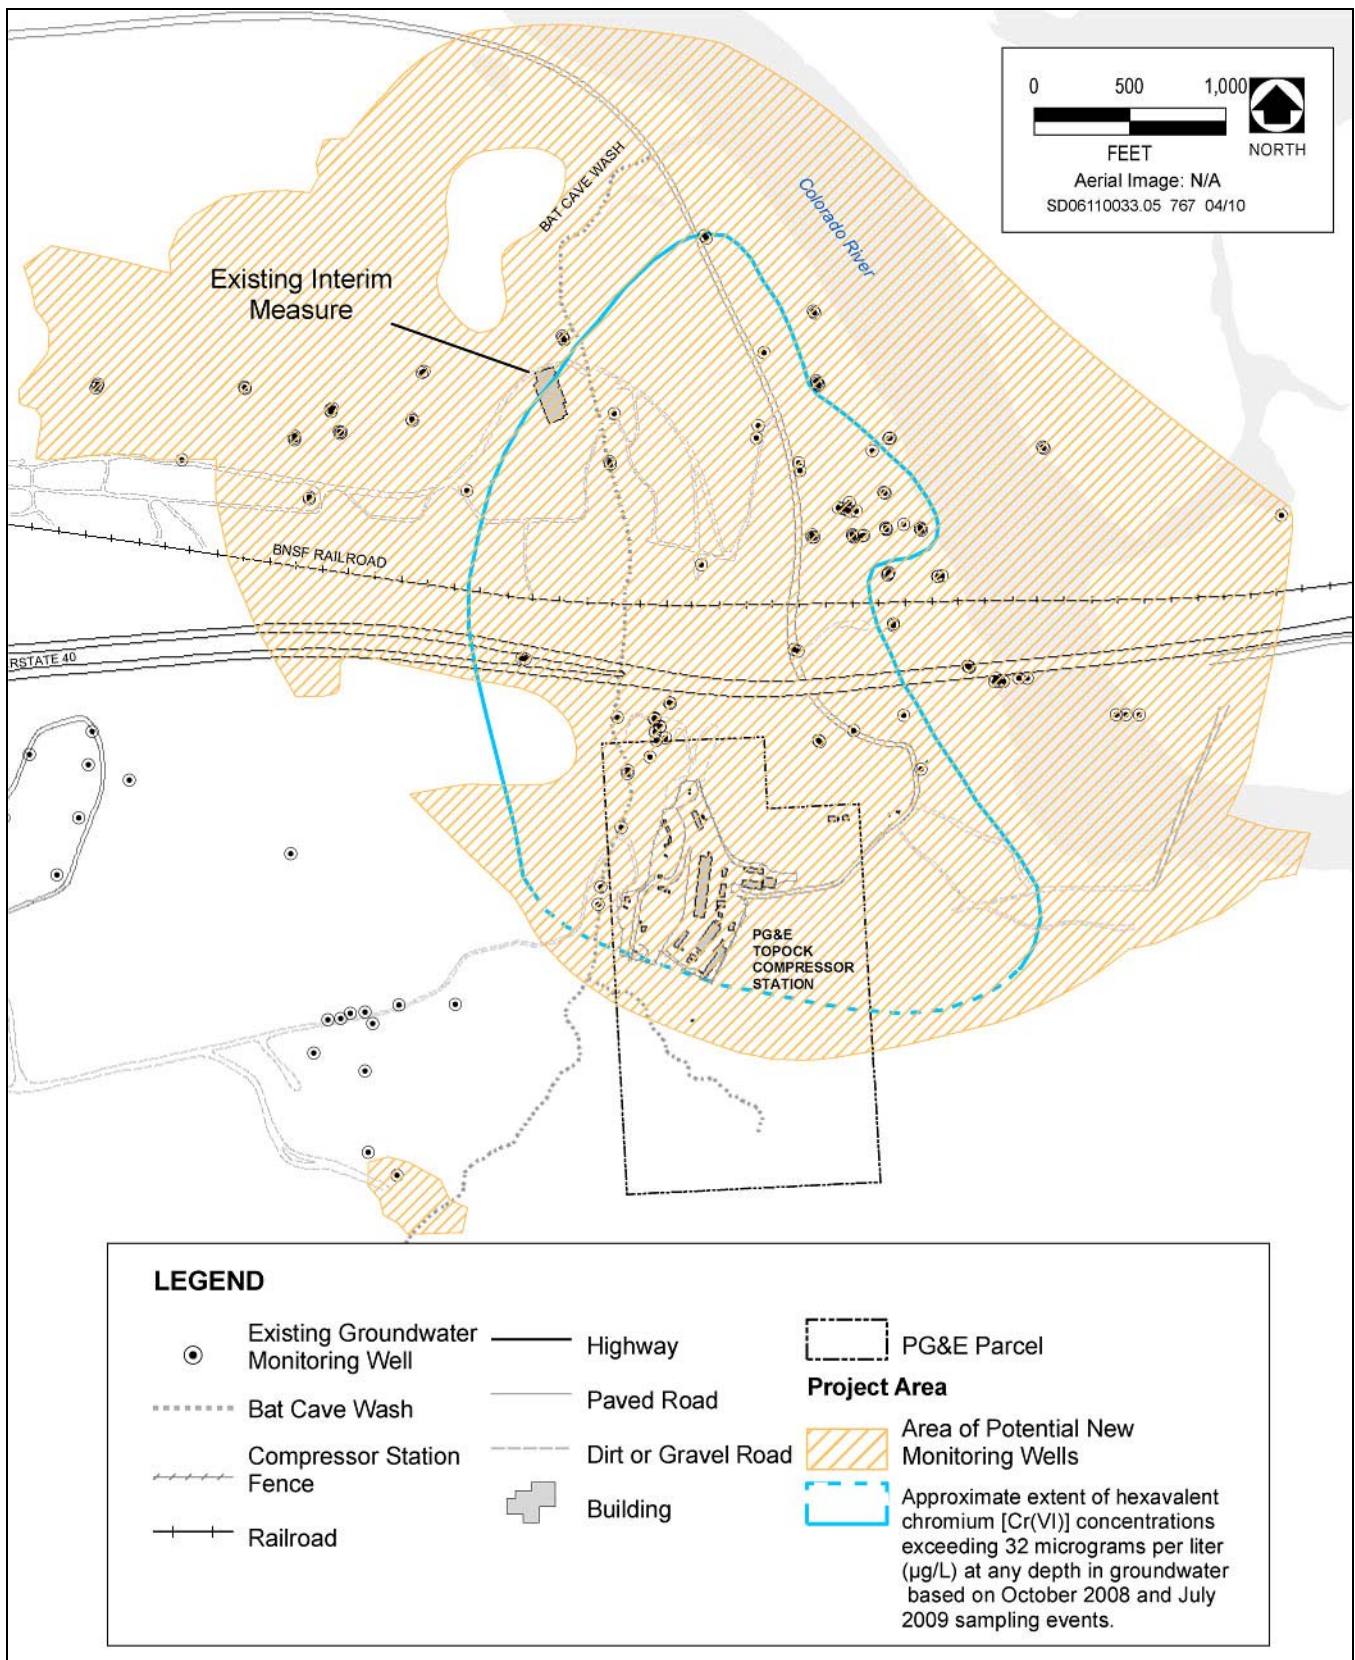 0 500 1,000
FEET
NORTH
Aerial Image: N/A
SD06110033.05 767 04/10
BAT CAVE WASH
Colorado River
Existing Interim
Measure
BNSF RAILROAD
RSTATE 40
PG&E
TOPOCK
COMPRESSOR
STATION
LEGEND
Existing Groundwater
Monitoring Well
Bat Cave Wash
Compressor Station
Fence
Railroad
Highway
Paved Road
Dirt or Gravel Road
Building
PG&E Parcel
Project Area
Area of Potential New
Monitoring Wells
Approximate extent of hexavalent
chromium [Cr(VI)] concentrations
exceeding 32 micrograms per liter
(µg/L) at any depth in groundwater
based on October 2008 and July
2009 sampling events.